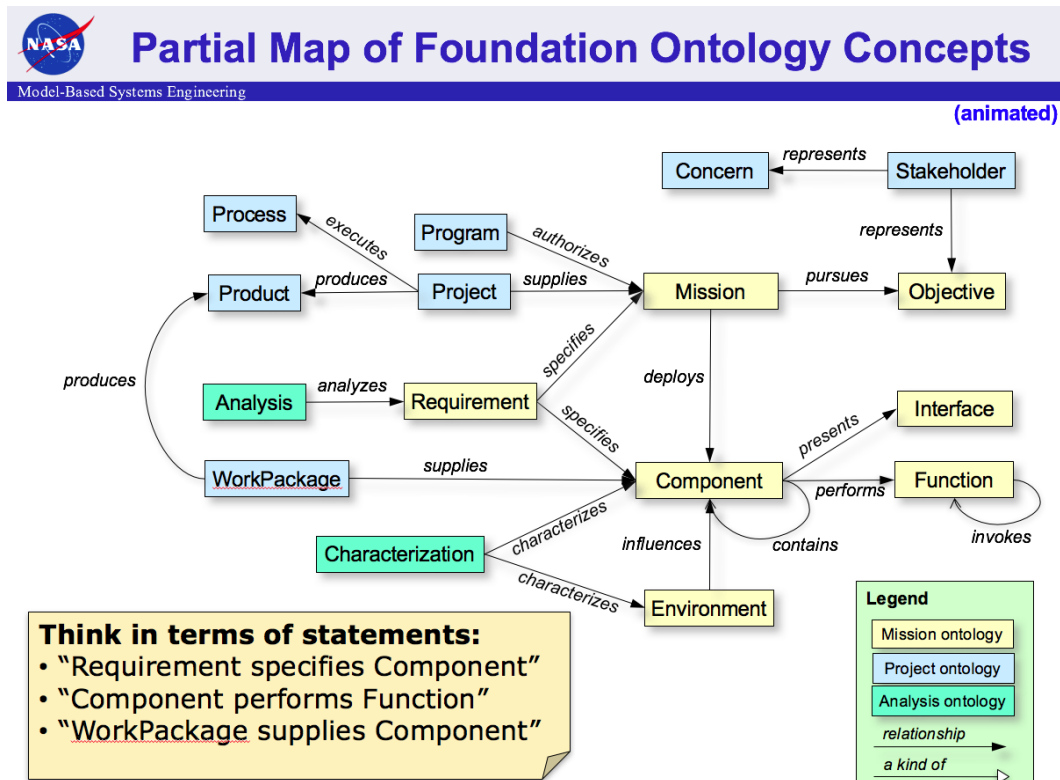 NASA
Partial Map of Foundation Ontology Concepts
Model-Based Systems Engineering
(animated)
represents
Concern
Stakeholder
Process
executes
Program
authorizes
represents
Product
produces
Project
supplies
Mission
pursues
Objective
specifies
produces
deploys
Analysis
analyzes
Requirement
specifies
Interface
presents
WorkPackage
supplies
Component
performs
Function
characterizes
influences
contains
invokes
Characterization
characterizes
Environment
Think in terms of statements:
• “Requirement specifies Component”
• “Component performs Function”
• “WorkPackage supplies Component”
Legend
Mission ontology
Project ontology
Analysis ontology
relationship
a kind of